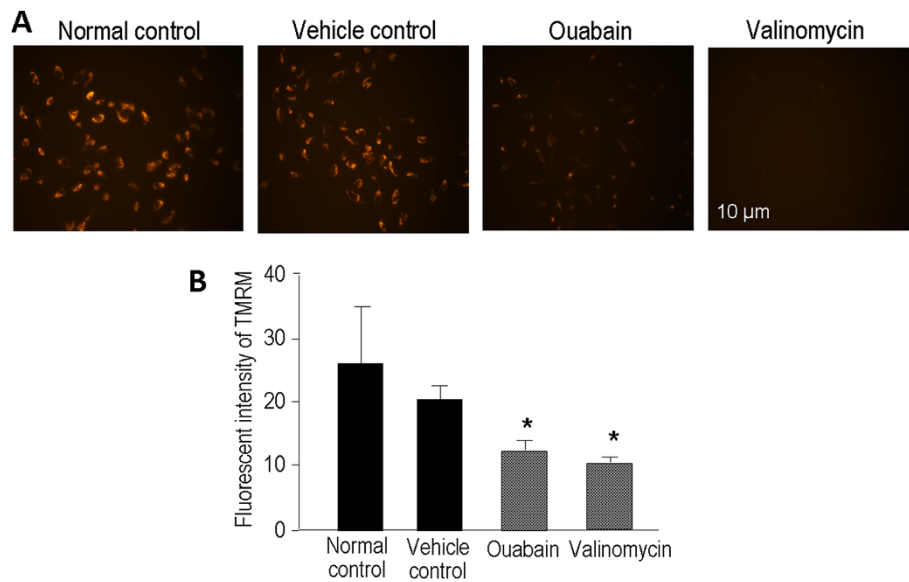 A
Normal control Vehicle control Ouabain Valinomycin
10 µm
B
Fluorescent intensity of TMRM
40
30
20
10
0
*
*
Normal control
Vehicle control
Ouabain
Valinomycin